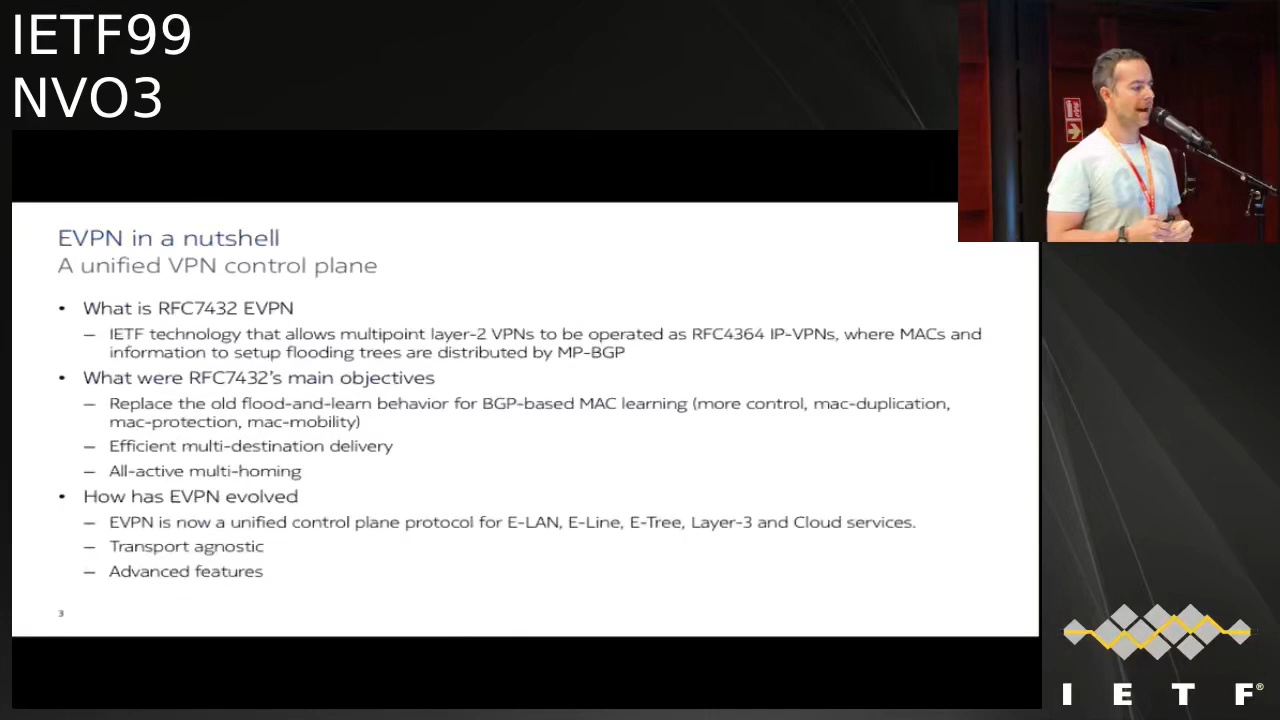 IETF99
NVO3
EVPN in a nutshell
A unified VPN control plane
• What is RFC7432 EVPN
– IETF technology that allows multipoint layer-2 VPNs to be operated as RFC4364 IP-VPNs, where MACs and
information to setup flooding trees are distributed by MP-BGP
• What were RFC7432's main objectives
– Replace the old flood-and-learn behavior for BGP-based MAC learning (more control, mac-duplication,
mac-protection, mac-mobility)
– Efficient multi-destination delivery
– All-active multi-homing
• How has EVPN evolved
– EVPN is now a unified control plane protocol for E-LAN, E-Line, E-Tree, Layer-3 and Cloud services.
– Transport agnostic
– Advanced features
3
I E T F®